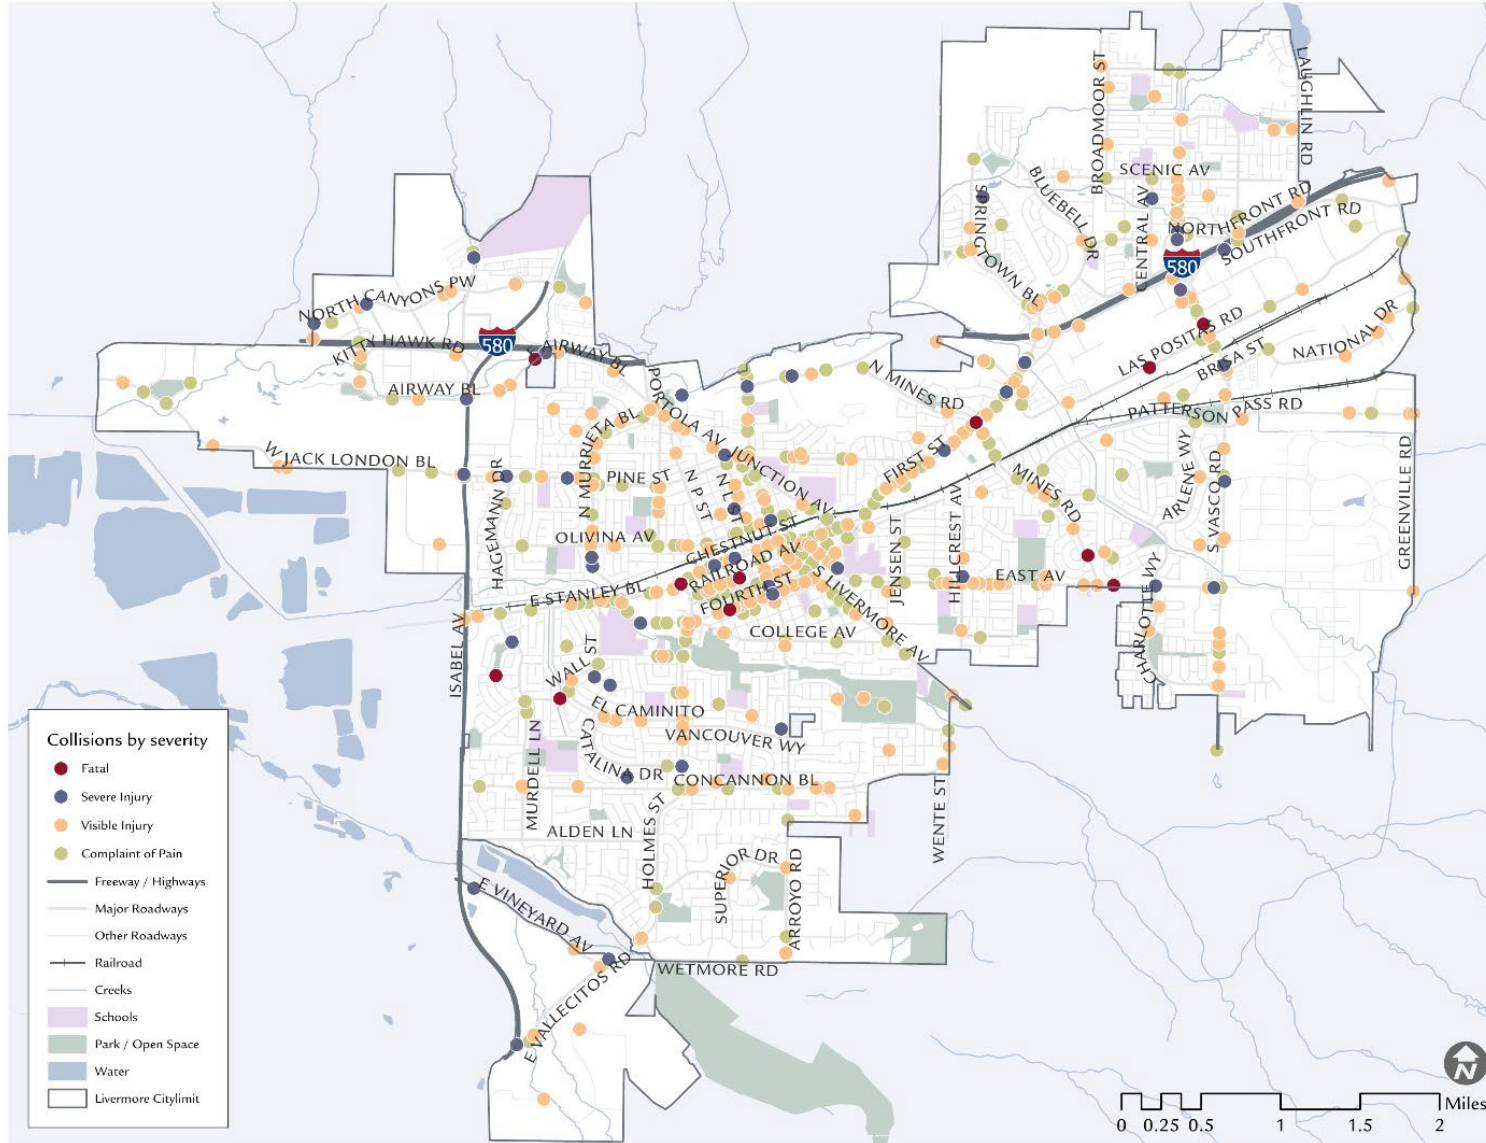 LAUGHLIN RD
BROADMOOR ST
SCENIC AV
BLUEBELL DR
SPRINGTOWN BL
CENTRAL AV
NORTHFRONT RD
SOUTHFRONT RD
580
NORTH CANYONS PW
KITTY HAWK RD
580
AIRWAY BL
AIRWAY BL
LAS POSITAS RD
BRISA ST
NATIONAL DR
N MINES RD
PORTOLA AV
PATTERSON PASS RD
N MURRIETA BL
JUNCTION AV
FIRST ST
W JACK LONDON BL
PINE ST
N P ST
N L ST
MINES RD
ARLENE WY
S VASCO RD
GREENVILLE RD
HAGEMANN DR
OLIVINA AV
CHESTNUT ST
RAILROAD AV
FOURTH ST
S LIVERMORE AV
JENSEN ST
HILLCREST AV
EAST AV
E STANLEY BL
COLLEGE AV
CHARLOTTE WY
ISABEL AV
WALL ST
EL CAMINITO
VANCOUVER WY
CATALINA DR
CONCANNON BL
MURDELL LN
ALDEN LN
HOLMES ST
SUPERIOR DR
ARROYO RD
WENTE ST
E VINEYARD AV
WETMORE RD
E VALLECITOS RD
Collisions by severity
Fatal
Severe Injury
Visible Injury
Complaint of Pain
Freeway / Highways
Major Roadways
Other Roadways
Railroad
Creeks
Schools
Park / Open Space
Water
Livermore Citylimit
N
Miles
0 0.25 0.5 1 1.5 2